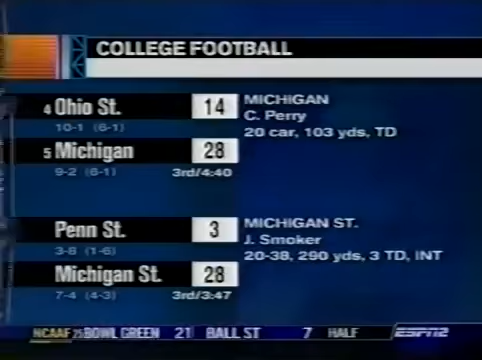 COLLEGE FOOTBALL
4 Ohio St. 14
10-1 (6-1)
5 Michigan 28
9-2 (6-1) 3rd/4:40
MICHIGAN
C. Perry
20 car, 103 yds, TD
Penn St. 3
3-8 (1-6)
Michigan St. 28
7-4 (4-3) 3rd/3:47
MICHIGAN ST.
J. Smoker
20-38, 290 yds, 3 TD, INT
NCAAF 25 BOWL GREEN 21 BALL ST 7 HALF ESPN2